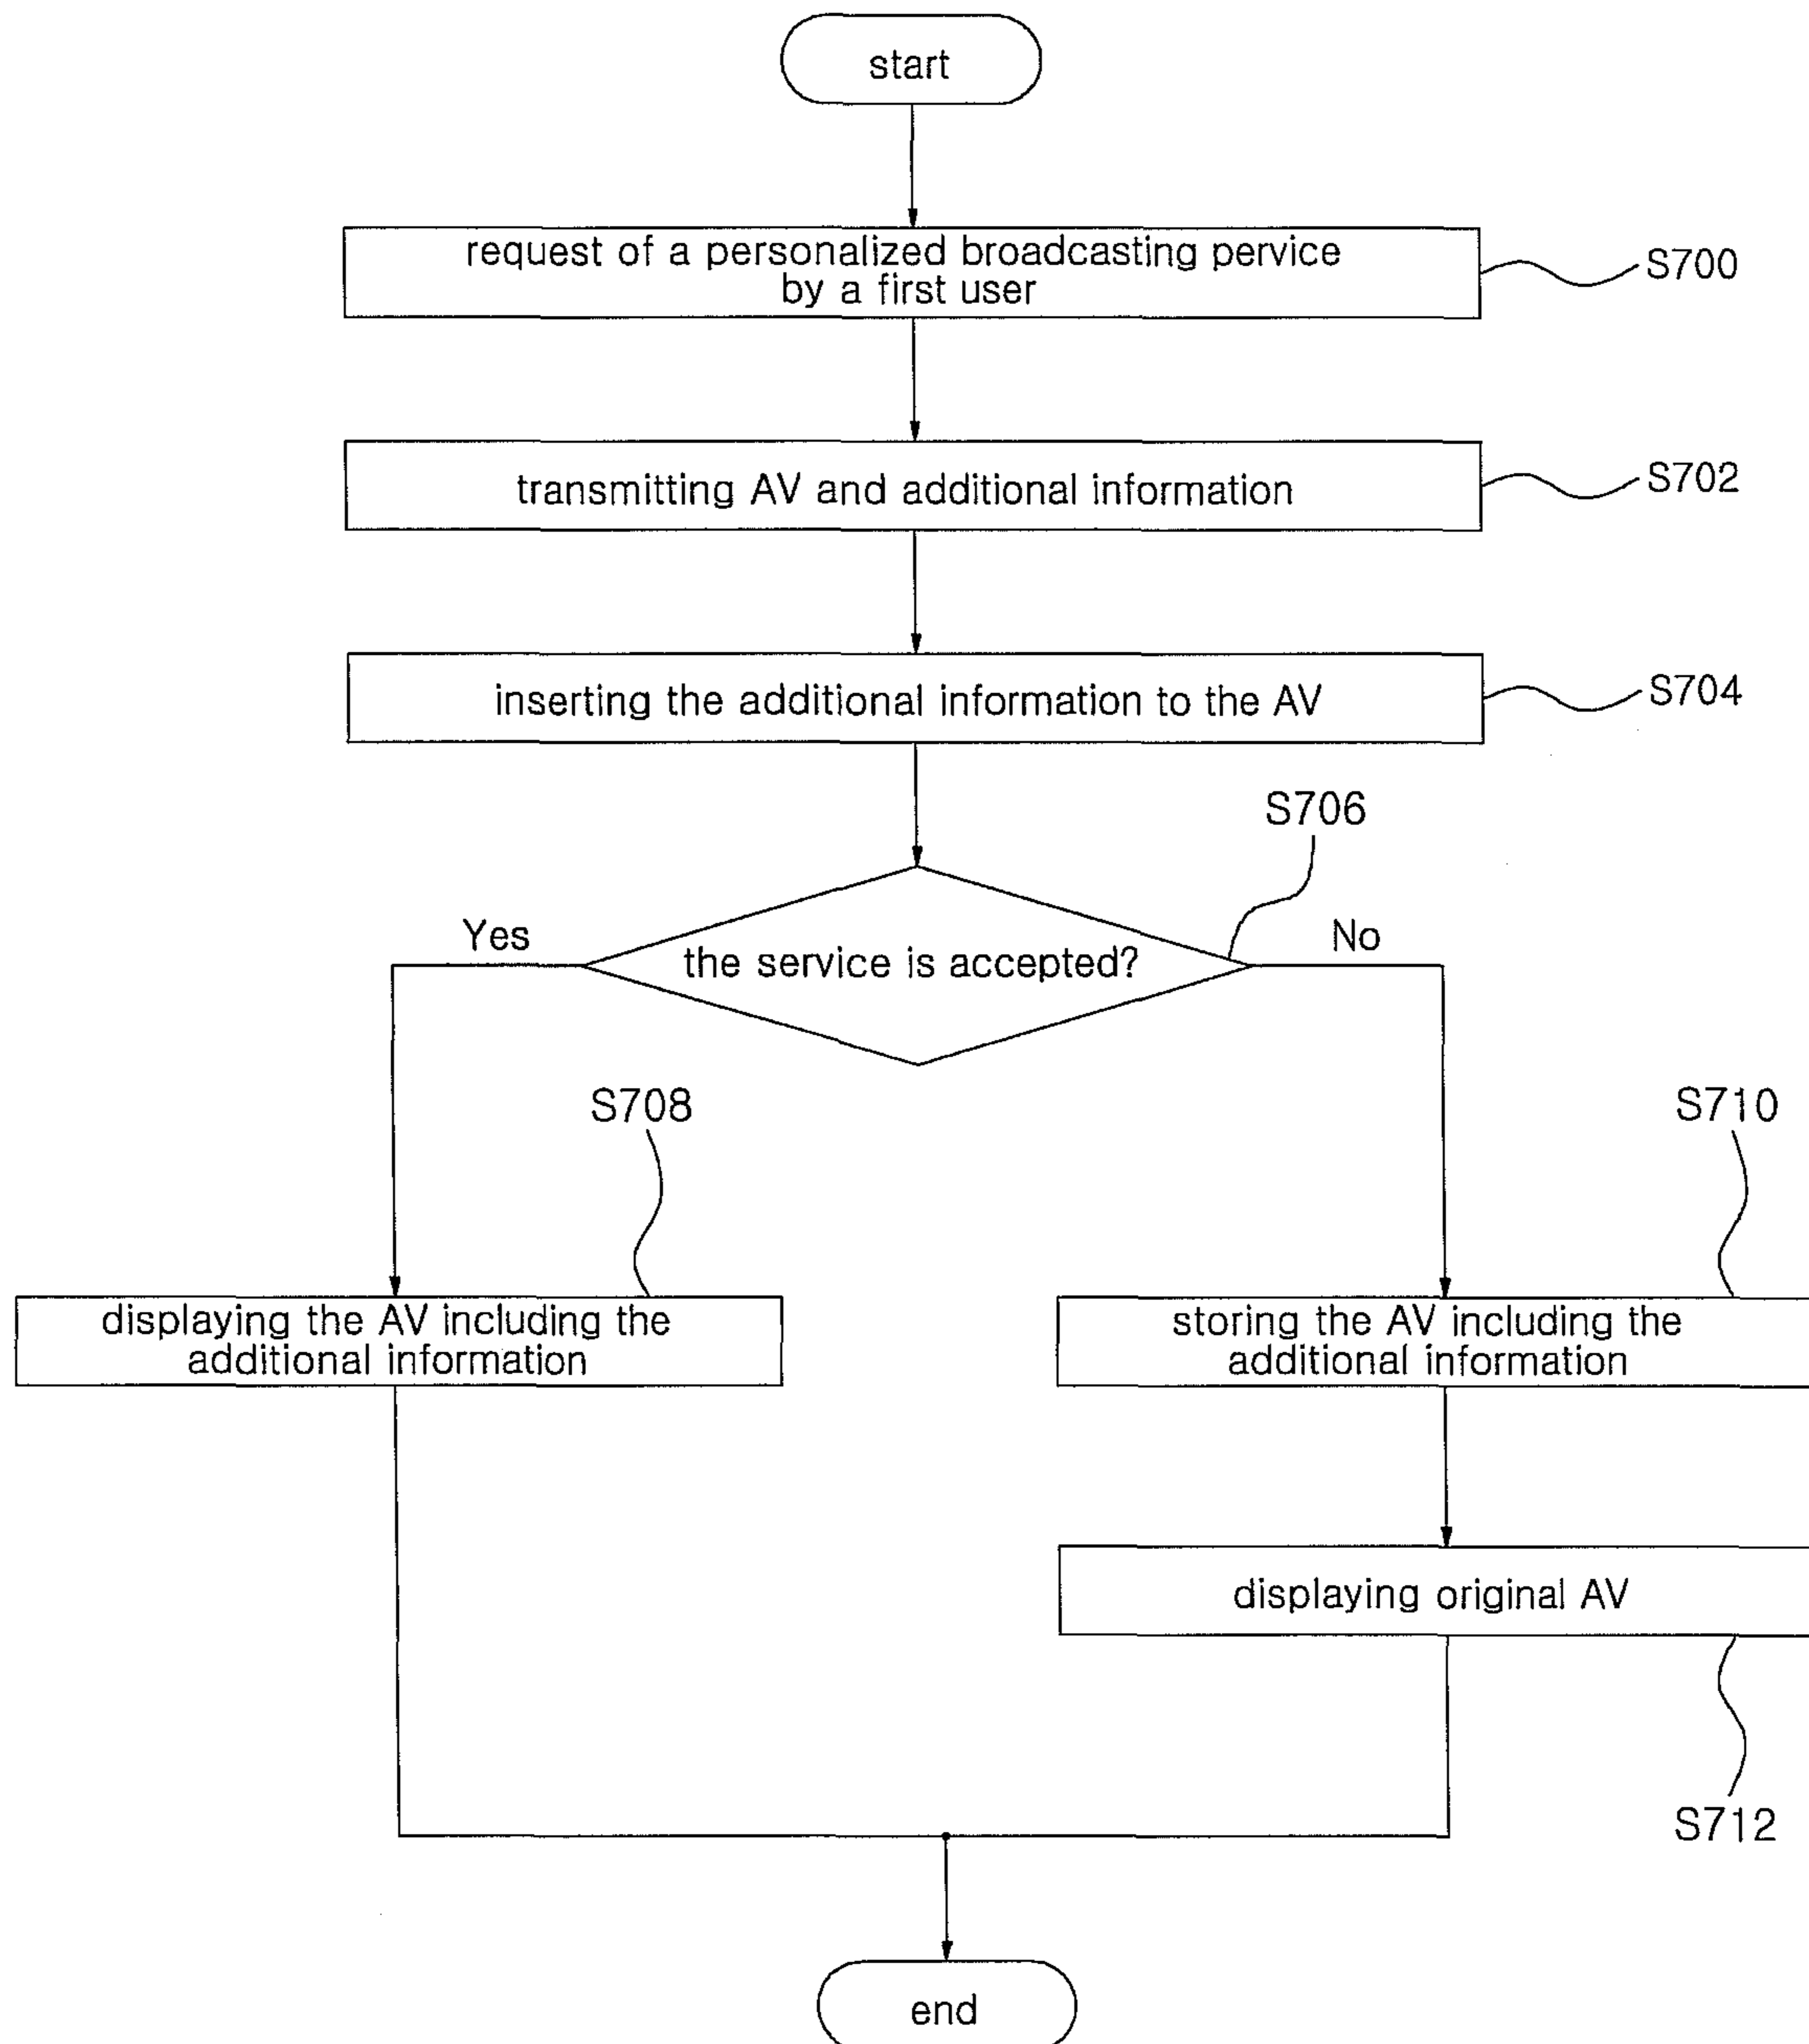 start
request of a personalized broadcasting pervice
by a first user
S700
transmitting AV and additional information
S702
inserting the additional information to the AV
S704
S706
Yes
the service is accepted?
No
S708
S710
displaying the AV including the
additional information
storing the AV including the
additional information
displaying original AV
S712
end